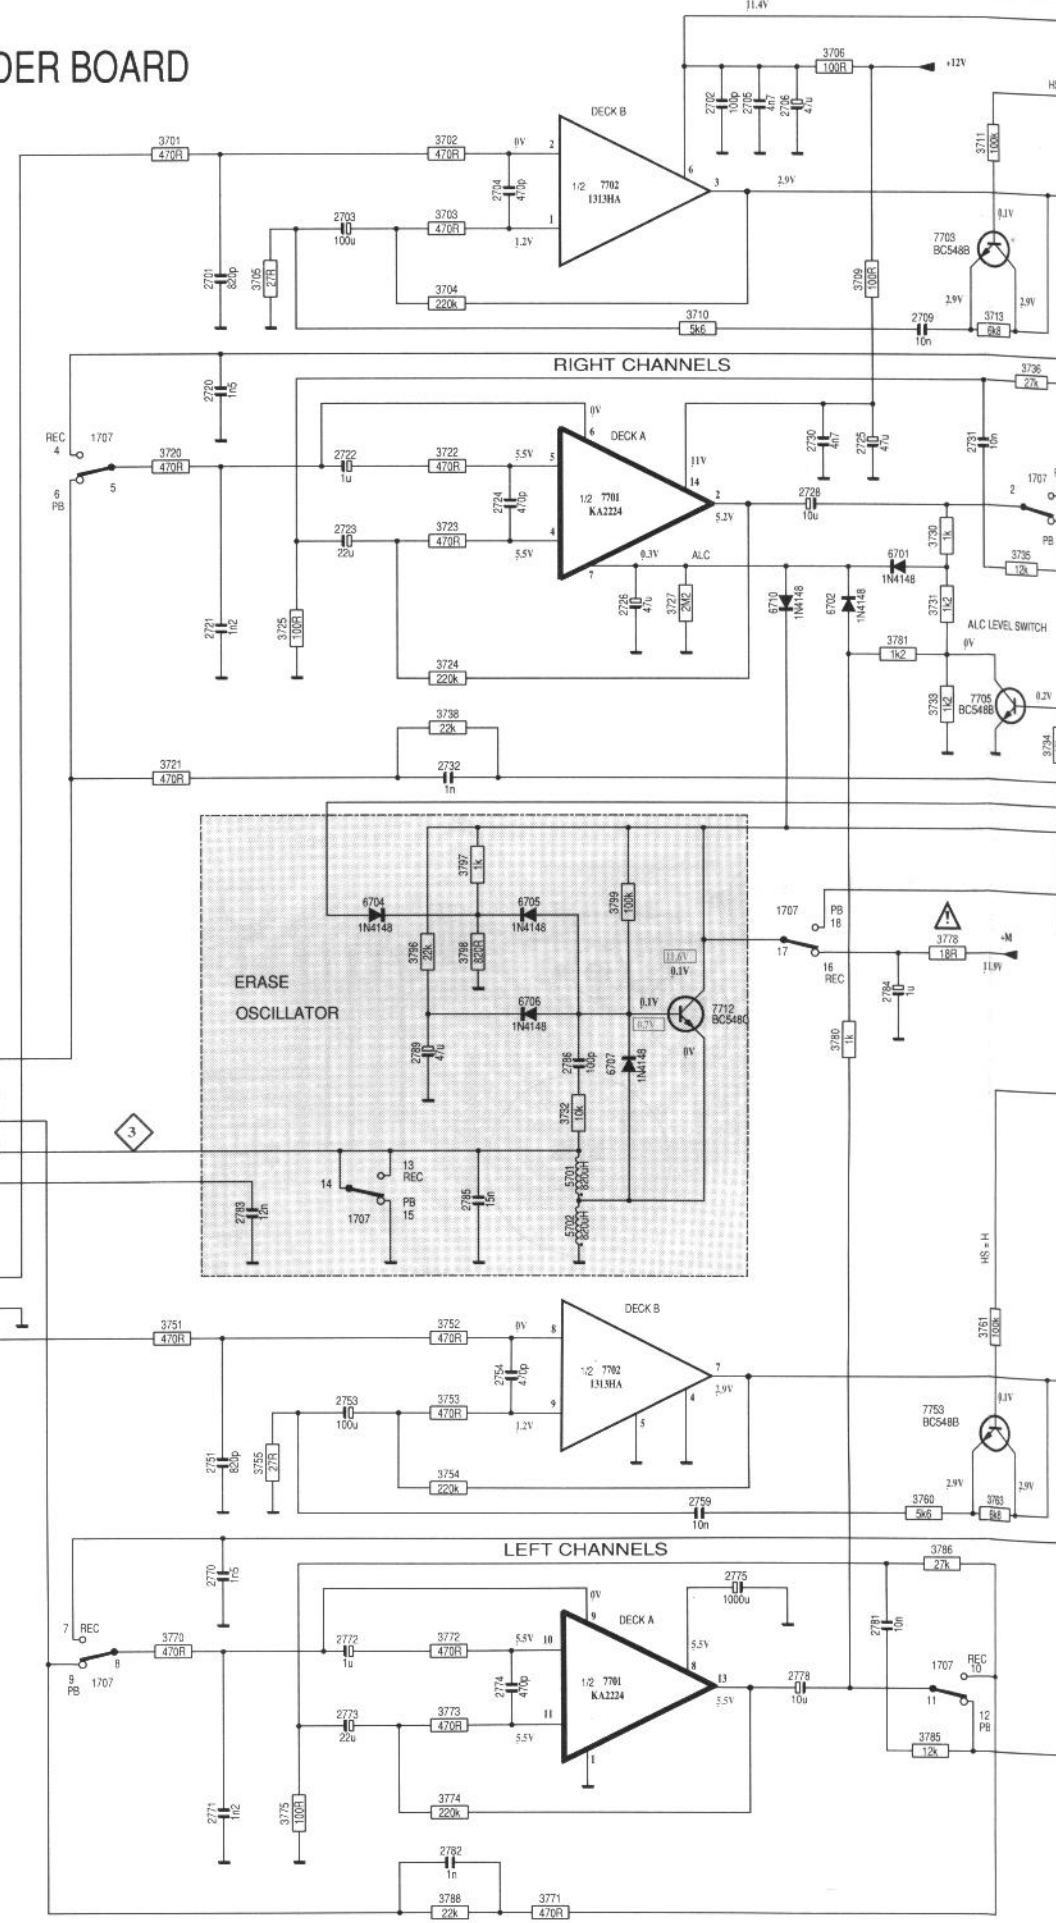 11.4V
DER BOARD
3706
100R
+12V
2702
100p
2705
4n7
2706
47u
DECK B
3711
100k
3701
470R
3702
470R
0V
2
2704
470p
1/2 7702
1313HA
6
3
2.9V
2703
100u
3703
470R
1
1.2V
0.1V
7703
BC548B
2701
820p
3705
27R
3704
220k
3709
100R
2.9V
2.9V
3710
5k6
2709
10n
3713
6k8
RIGHT CHANNELS
2720
1n5
3736
27k
REC
4
1707
6
PB
5
3720
470R
0V
6
DECK A
2722
1u
3722
470R
5.5V
5
2724
470p
1/2 7701
KA2224
11V
14
2
5.2V
2730
4n7
2725
47u
2731
10n
2728
10u
2
1707
PB
2723
22u
3723
470R
5.5V
4
7
0.3V
ALC
6701
1N4148
3730
1k
3735
12k
2721
1n2
3725
100R
2726
47u
3727
2M2
6710
1N4148
6702
1N4148
3731
1k2
ALC LEVEL SWITCH
0V
3781
1k2
3724
220k
3733
1k2
7705
BC548B
0.2V
3734
3738
22k
3721
470R
2732
1n
3797
1k
6704
1N4148
6705
1N4148
3799
100k
3796
22k
3798
820R
ERASE
OSCILLATOR
11.6V
0.1V
6706
1N4148
0.1V
0.7V
7712
BC548C
0V
2789
47u
2786
100p
6707
1N4148
3732
10k
1707
PB
18
17
16
REC
3778
18R
+M
11.9V
2784
1u
3780
1k
3
14
13
REC
PB
15
1707
2783
12n
2785
15n
5701
820uH
5702
820uH
HS = H
DECK B
3751
470R
3752
470R
0V
8
2754
470p
1/2 7702
1313HA
7
2.9V
3761
100k
2753
100u
3753
470R
9
1.2V
5
4
0.1V
7753
BC548B
2751
820p
3755
27R
3754
220k
2.9V
2.9V
2759
10n
3760
5k6
3763
6k8
LEFT CHANNELS
2770
1n5
3786
27k
7
REC
9
PB
1707
8
3770
470R
0V
9
DECK A
2775
1000u
2772
1u
3772
470R
5.5V
10
2774
470p
1/2 7701
KA2224
5.5V
8
13
5.5V
2781
10n
2778
10u
1707
REC
10
11
12
PB
2773
22u
3773
470R
11
5.5V
1
3785
12k
2771
1n2
3775
100R
3774
220k
2782
1n
3788
22k
3771
470R